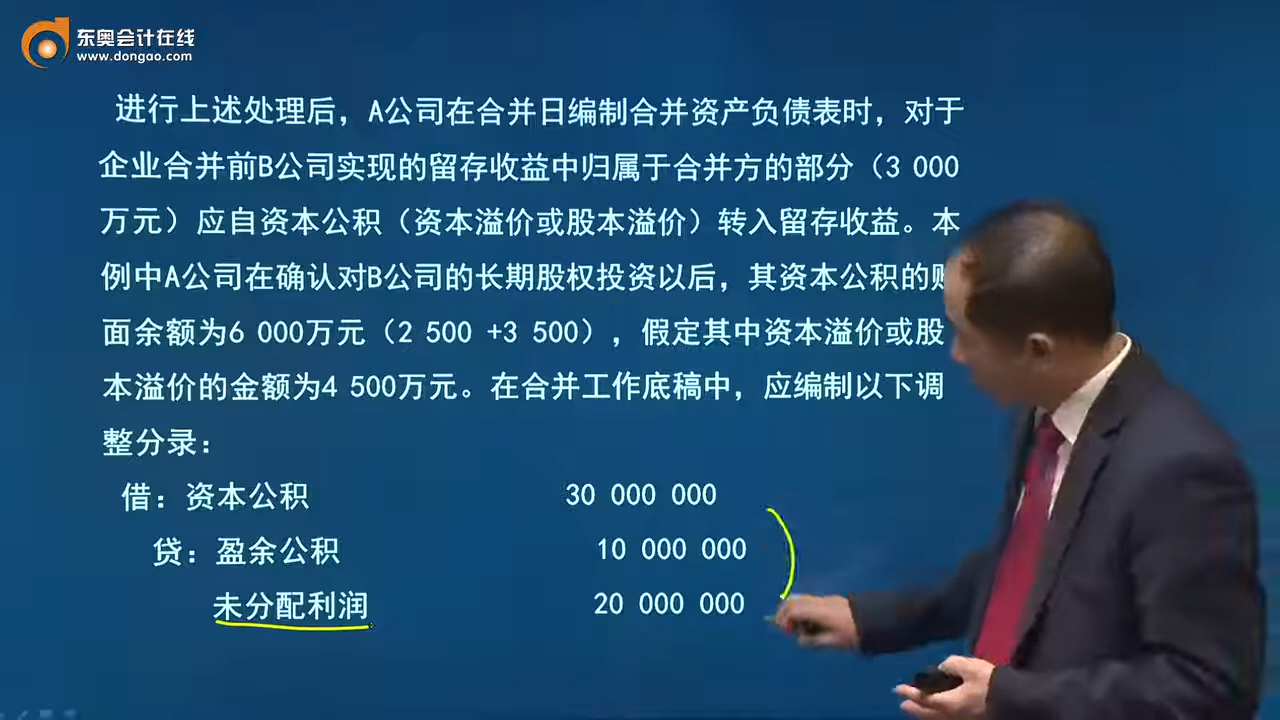 东奥会计在线
www.dongao.com
进行上述处理后，A公司在合并日编制合并资产负债表时，对于
企业合并前B公司实现的留存收益中归属于合并方的部分（3 000
万元）应自资本公积（资本溢价或股本溢价）转入留存收益。本
例中A公司在确认对B公司的长期股权投资以后，其资本公积的
面余额为6 000万元（2 500 +3 500），假定其中资本溢价或股
本溢价的金额为4 500万元。在合并工作底稿中，应编制以下调
整分录：
借：资本公积 30 000 000
贷：盈余公积 10 000 000
未分配利润 20 000 000